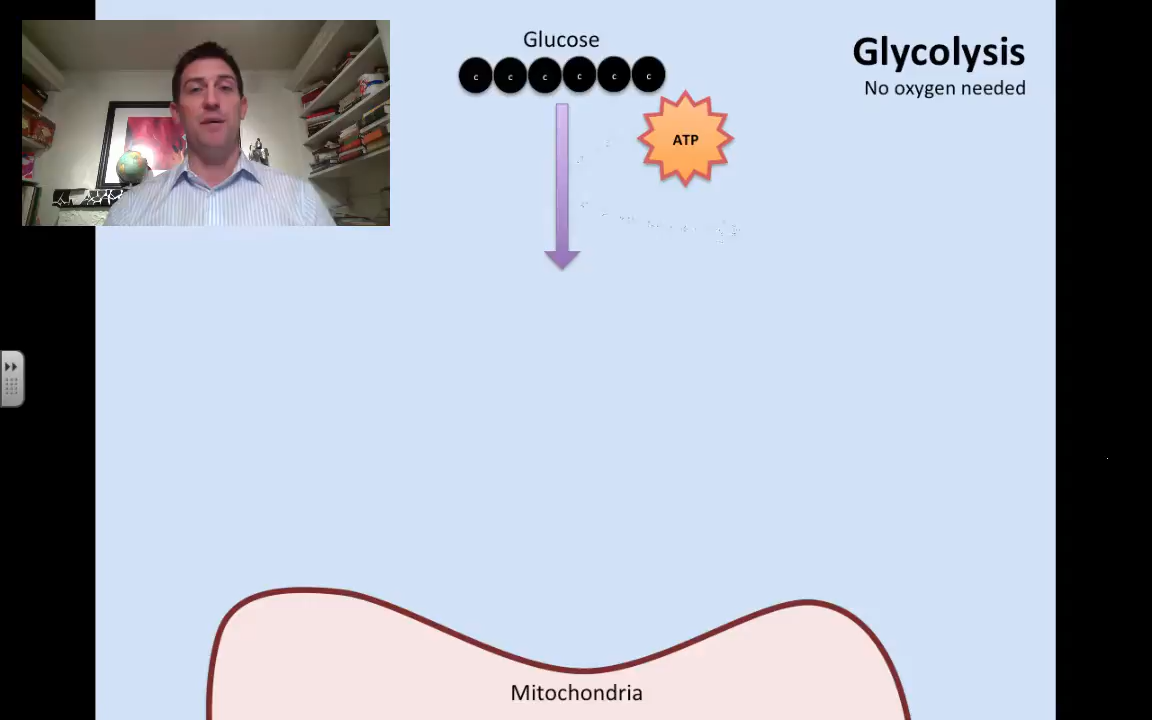 Glucose
c c c c c c
Glycolysis
No oxygen needed
ATP
Mitochondria